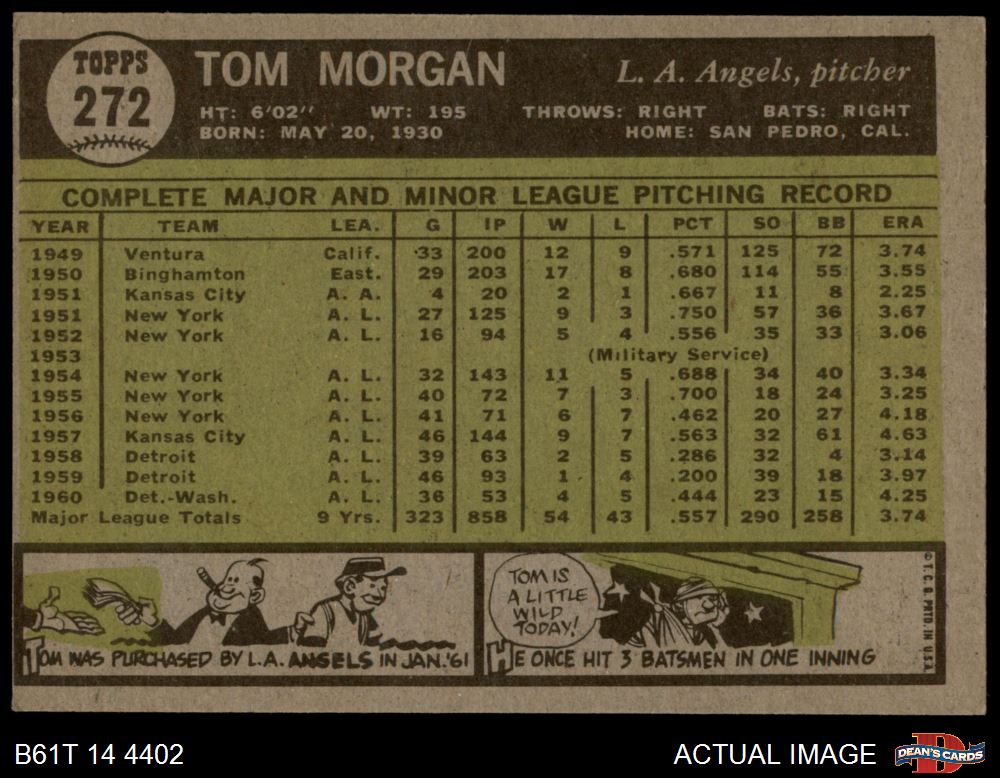 TOPPS
272
TOM MORGAN
L. A. Angels, pitcher
HT: 6'02" WT: 195 THROWS: RIGHT BATS: RIGHT
BORN: MAY 20, 1930 HOME: SAN PEDRO, CAL.
COMPLETE MAJOR AND MINOR LEAGUE PITCHING RECORD
YEAR TEAM LEA. G IP W L PCT SO BB ERA
1949 Ventura Calif. 33 200 12 9 .571 125 72 3.74
1950 Binghamton East. 29 203 17 8 .680 114 55 3.55
1951 Kansas City A. A. 4 20 2 1 .667 11 8 2.25
1951 New York A. L. 27 125 9 3 .750 57 36 3.67
1952 New York A. L. 16 94 5 4 .556 35 33 3.06
1953 (Military Service)
1954 New York A. L. 32 143 11 5 .688 34 40 3.34
1955 New York A. L. 40 72 7 3 .700 18 24 3.25
1956 New York A. L. 41 71 6 7 .462 20 27 4.18
1957 Kansas City A. L. 46 144 9 7 .563 32 61 4.63
1958 Detroit A. L. 39 63 2 5 .286 32 4 3.14
1959 Detroit A. L. 46 93 1 4 .200 39 18 3.97
1960 Det.-Wash. A. L. 36 53 4 5 .444 23 15 4.25
Major League Totals 9 Yrs. 323 858 54 43 .557 290 258 3.74
TOM WAS PURCHASED BY L.A. ANGELS IN JAN. '61
TOM IS
A LITTLE
WILD
TODAY!
HE ONCE HIT 3 BATSMEN IN ONE INNING
© T. C. G. PRTD. IN U.S.A.
B61T 14 4402
ACTUAL IMAGE
DEAN'S CARDS